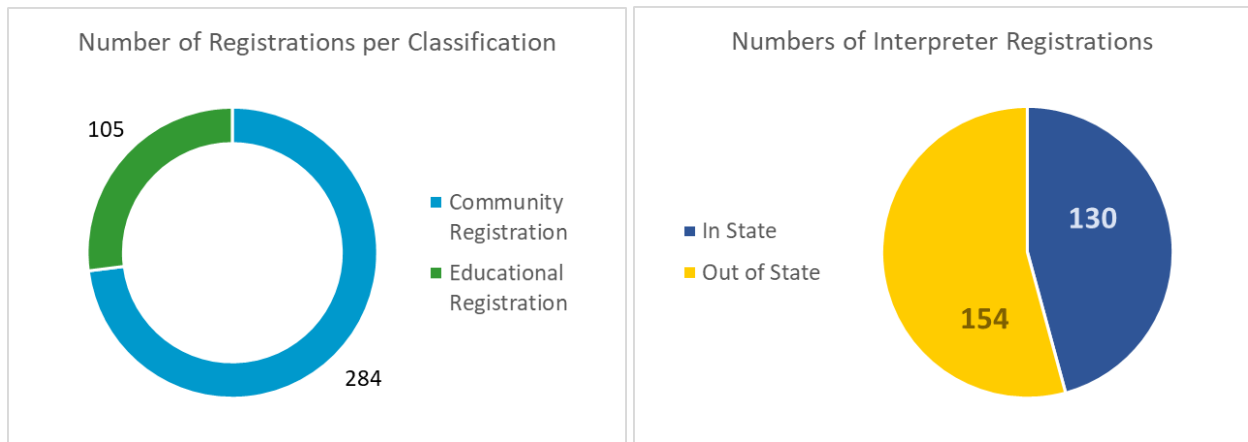 Number of Registrations per Classification
105
Community
Registration
Educational
Registration
284
Numbers of Interpreter Registrations
In State
Out of State
130
154